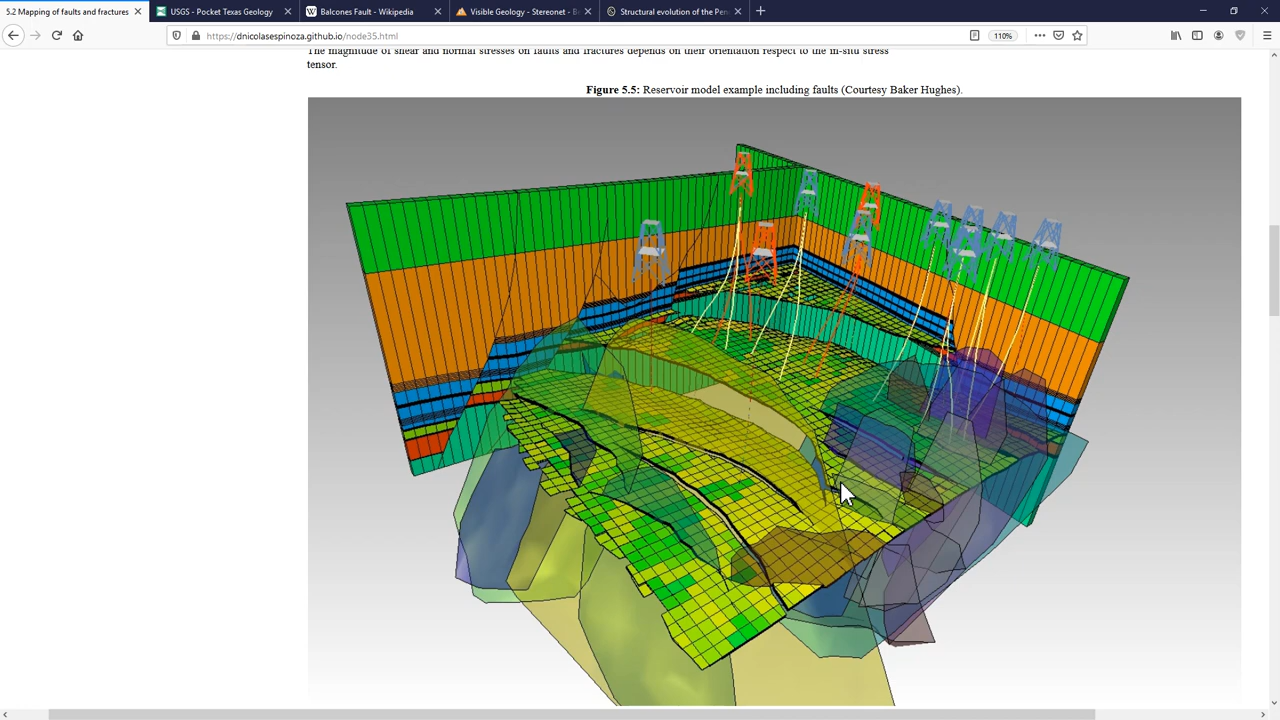 5.2 Mapping of faults and fractures
USGS - Pocket Texas Geology
Balcones Fault - Wikipedia
Visible Geology - Stereonet - B
Structural evolution of the Pen
https://dnicolasespinoza.github.io/node35.html
110%
The magnitude of shear and normal stresses on faults and fractures depends on their orientation respect to the in-situ stress
tensor.
Figure 5.5: Reservoir model example including faults (Courtesy Baker Hughes).